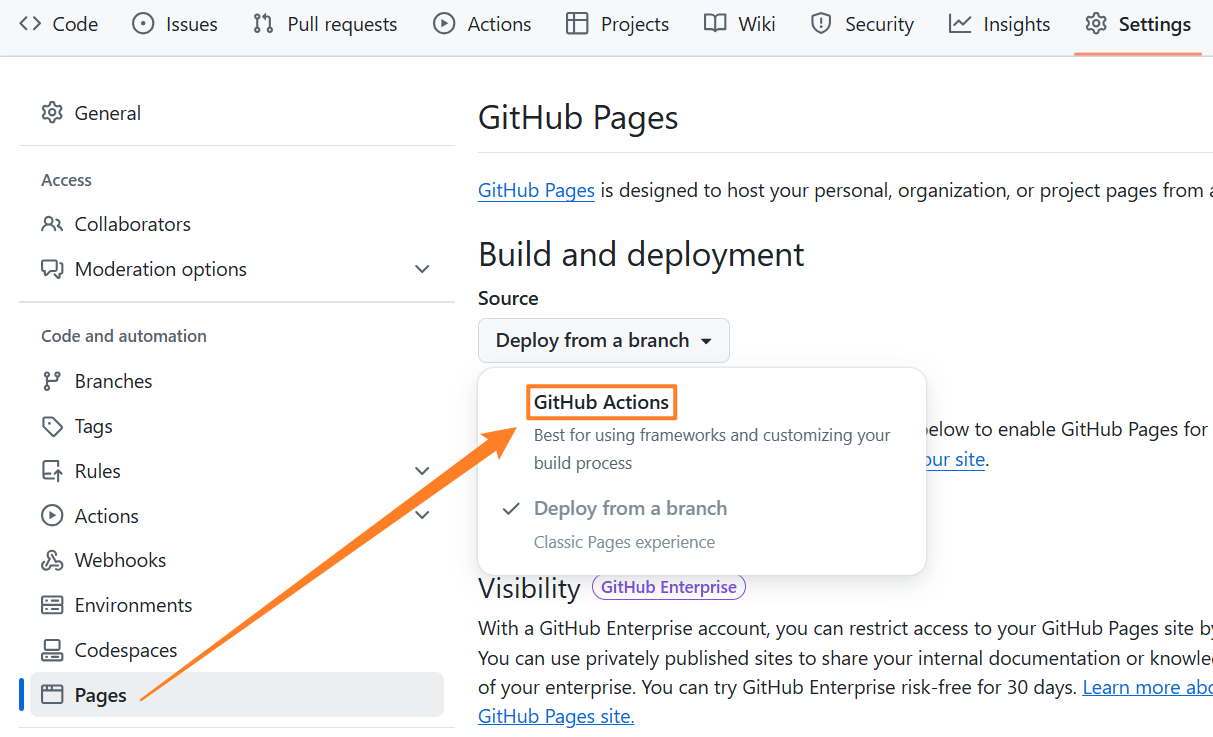 Code Issues Pull requests Actions Projects Wiki Security Insights Settings
General
Access
Collaborators
Moderation options
Code and automation
Branches
Tags
Rules
Actions
Webhooks
Environments
Codespaces
Pages
GitHub Pages
GitHub Pages is designed to host your personal, organization, or project pages from
Build and deployment
Source
Deploy from a branch
GitHub Actions
Best for using frameworks and customizing your
build process
Deploy from a branch
Classic Pages experience
below to enable GitHub Pages for
our site.
Visibility GitHub Enterprise
With a GitHub Enterprise account, you can restrict access to your GitHub Pages site by
You can use privately published sites to share your internal documentation or knowle
of your enterprise. You can try GitHub Enterprise risk-free for 30 days. Learn more abo
GitHub Pages site.